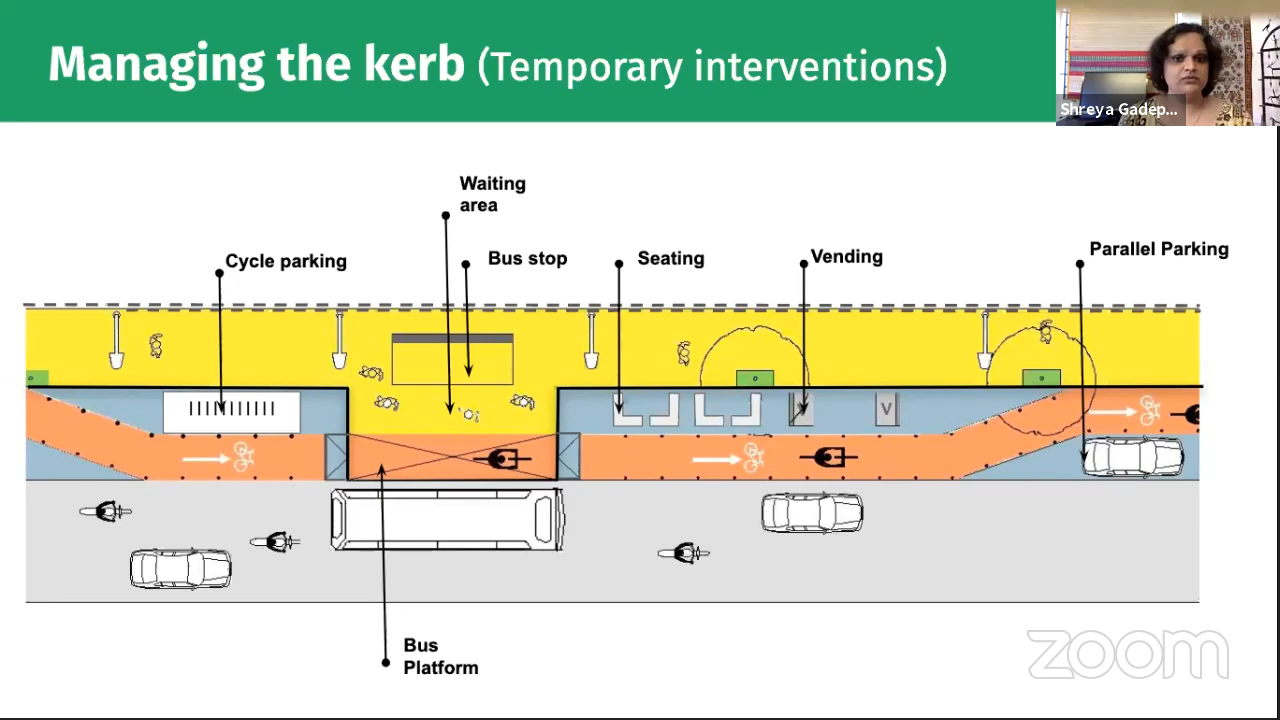 Managing the kerb (Temporary interventions)
Shreya Gadep...
Waiting
area
Cycle parking
Bus stop
Seating
Vending
Parallel Parking
V
Bus
Platform
zoom